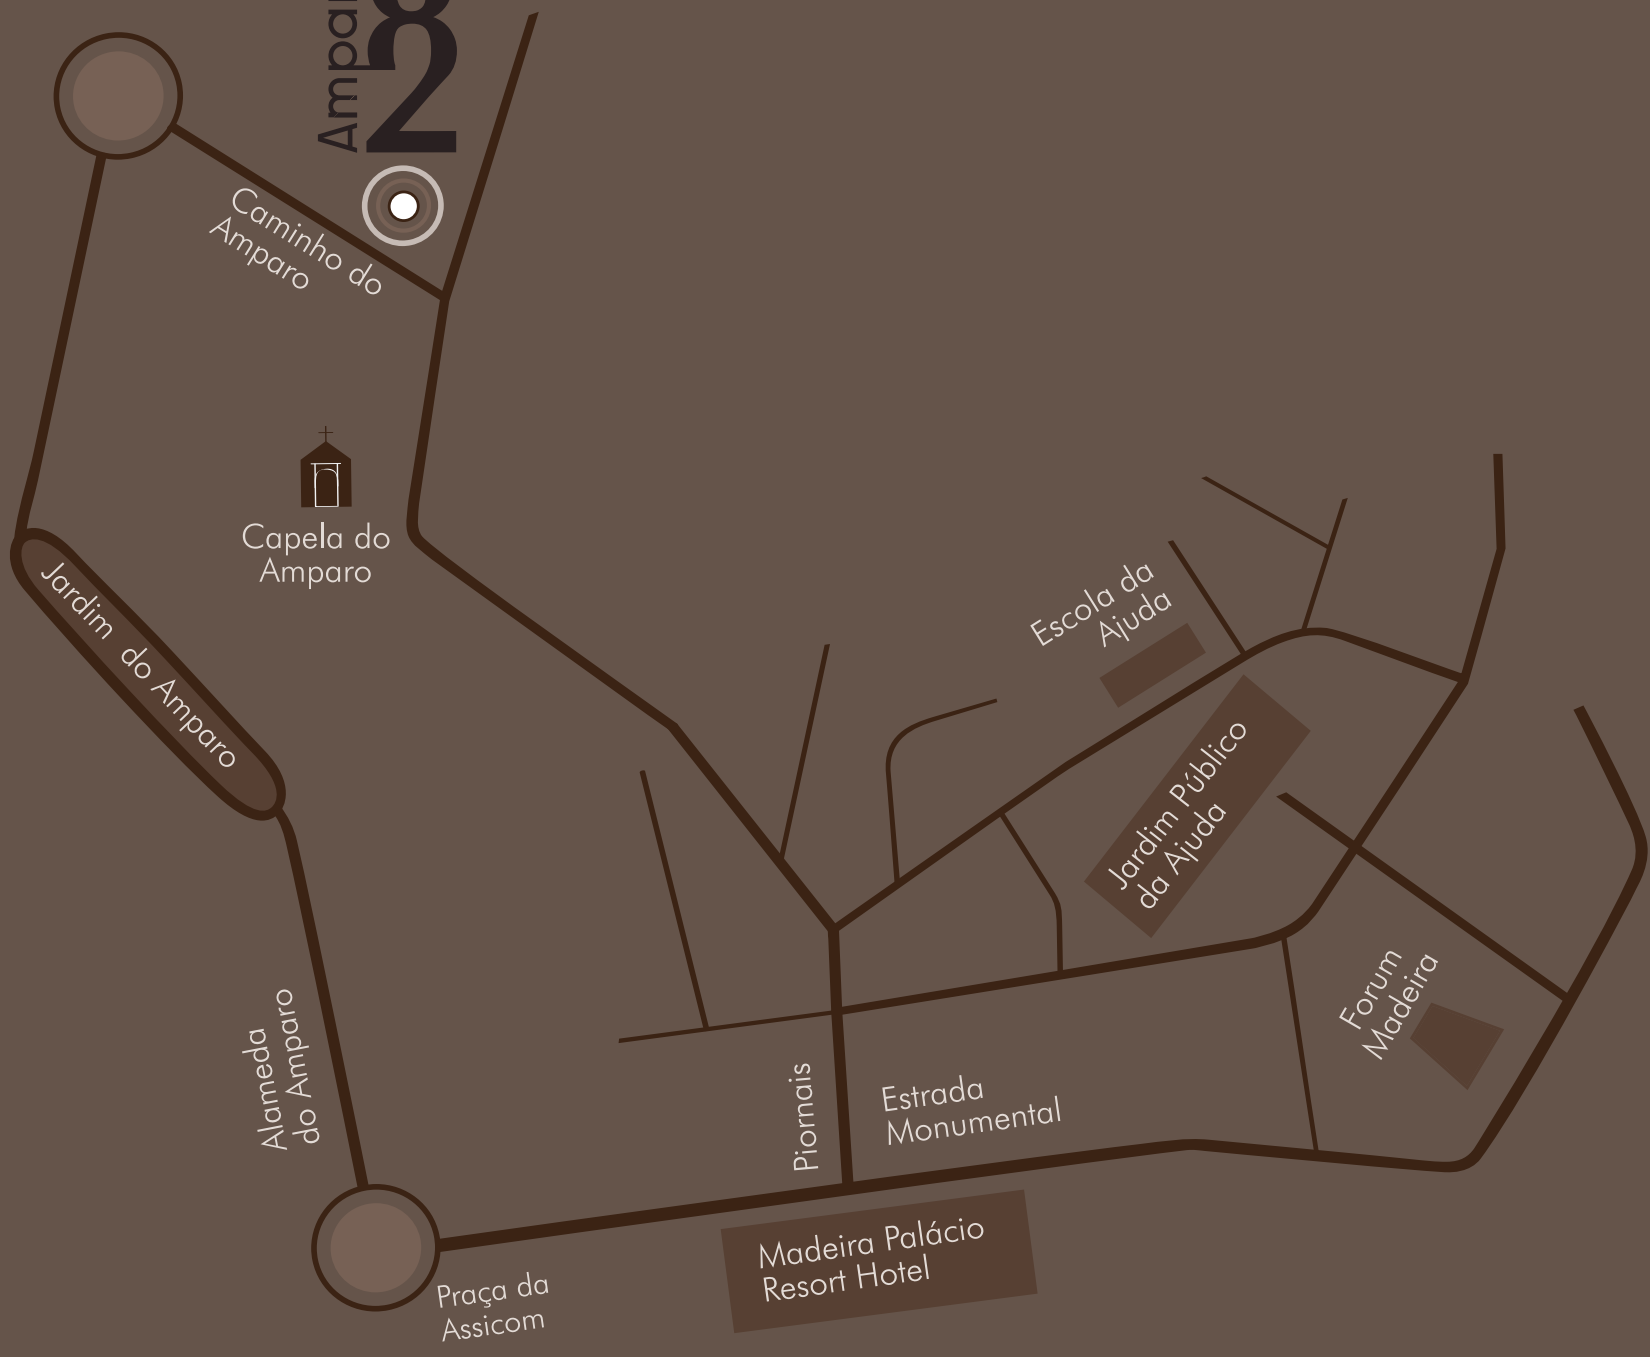 2
Caminho do
Amparo
Capela do
Amparo
Jardim do Amparo
Escola da
Ajuda
Jardim Público
da Ajuda
Forum
Madeira
Alameda
do Amparo
Piornais
Estrada
Monumental
Madeira Palácio
Resort Hotel
Praça da
Assicom